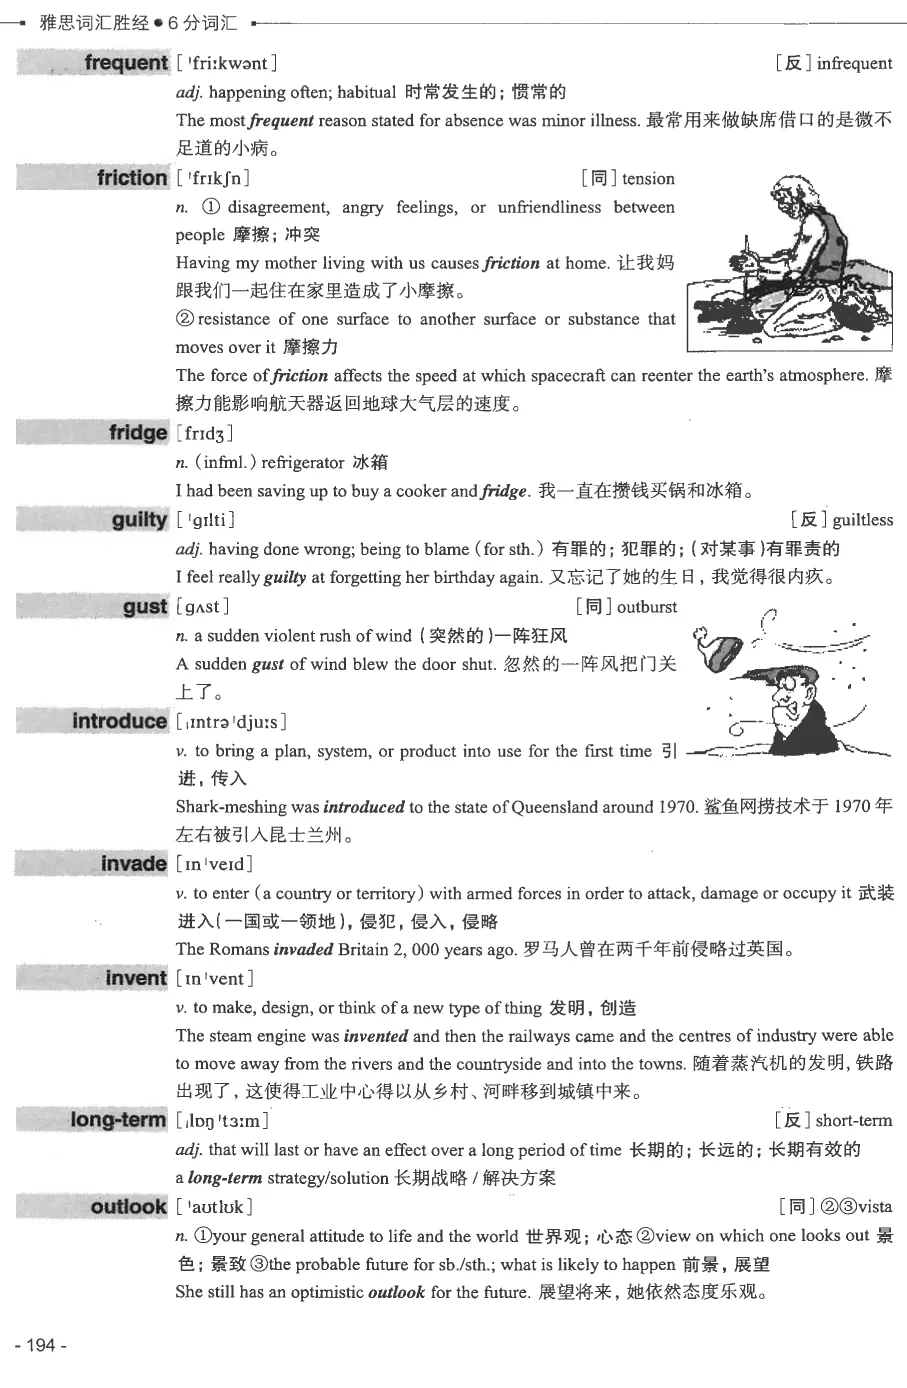 雅思词汇胜经●6分词汇
frequent [ˈfriːkwənt] [反] infrequent
adj. happening often; habitual 时常发生的; 惯常的
The most frequent reason stated for absence was minor illness. 最常用来做缺席借口的是微不
足道的小病。
friction [ˈfrɪkʃn] [同] tension
n. ① disagreement, angry feelings, or unfriendliness between
people 摩擦; 冲突
Having my mother living with us causes friction at home. 让我妈
跟我们一起住在家里造成了小摩擦。
② resistance of one surface to another surface or substance that
moves over it 摩擦力
The force of friction affects the speed at which spacecraft can reenter the earth's atmosphere. 摩
擦力能影响航天器返回地球大气层的速度。
fridge [frɪdʒ]
n. (infml.) refrigerator 冰箱
I had been saving up to buy a cooker and fridge. 我一直在攒钱买锅和冰箱。
guilty [ˈɡɪlti] [反] guiltless
adj. having done wrong; being to blame (for sth.) 有罪的; 犯罪的; (对某事)有罪责的
I feel really guilty at forgetting her birthday again. 又忘记了她的生日, 我觉得很内疚。
gust [ɡʌst] [同] outburst
n. a sudden violent rush of wind (突然的)一阵狂风
A sudden gust of wind blew the door shut. 忽然的一阵风把门关
上了。
introduce [ˌɪntrəˈdjuːs]
v. to bring a plan, system, or product into use for the first time 引
进, 传入
Shark-meshing was introduced to the state of Queensland around 1970. 鲨鱼网捞技术于 1970 年
左右被引入昆士兰州。
invade [ɪnˈveɪd]
v. to enter (a country or territory) with armed forces in order to attack, damage or occupy it 武装
进入(一国或一领地), 侵犯, 侵入, 侵略
The Romans invaded Britain 2, 000 years ago. 罗马人曾在两千年前侵略过英国。
invent [ɪnˈvent]
v. to make, design, or think of a new type of thing 发明, 创造
The steam engine was invented and then the railways came and the centres of industry were able
to move away from the rivers and the countryside and into the towns. 随着蒸汽机的发明, 铁路
出现了, 这使得工业中心得以从乡村、河畔移到城镇中来。
long-term [ˌlɒŋˈtɜːm] [反] short-term
adj. that will last or have an effect over a long period of time 长期的; 长远的; 长期有效的
a long-term strategy/solution 长期战略 / 解决方案
outlook [ˈaʊtlʊk] [同] ②③vista
n. ①your general attitude to life and the world 世界观; 心态 ②view on which one looks out 景
色; 景致 ③the probable future for sb./sth.; what is likely to happen 前景, 展望
She still has an optimistic outlook for the future. 展望将来, 她依然态度乐观。
- 194 -